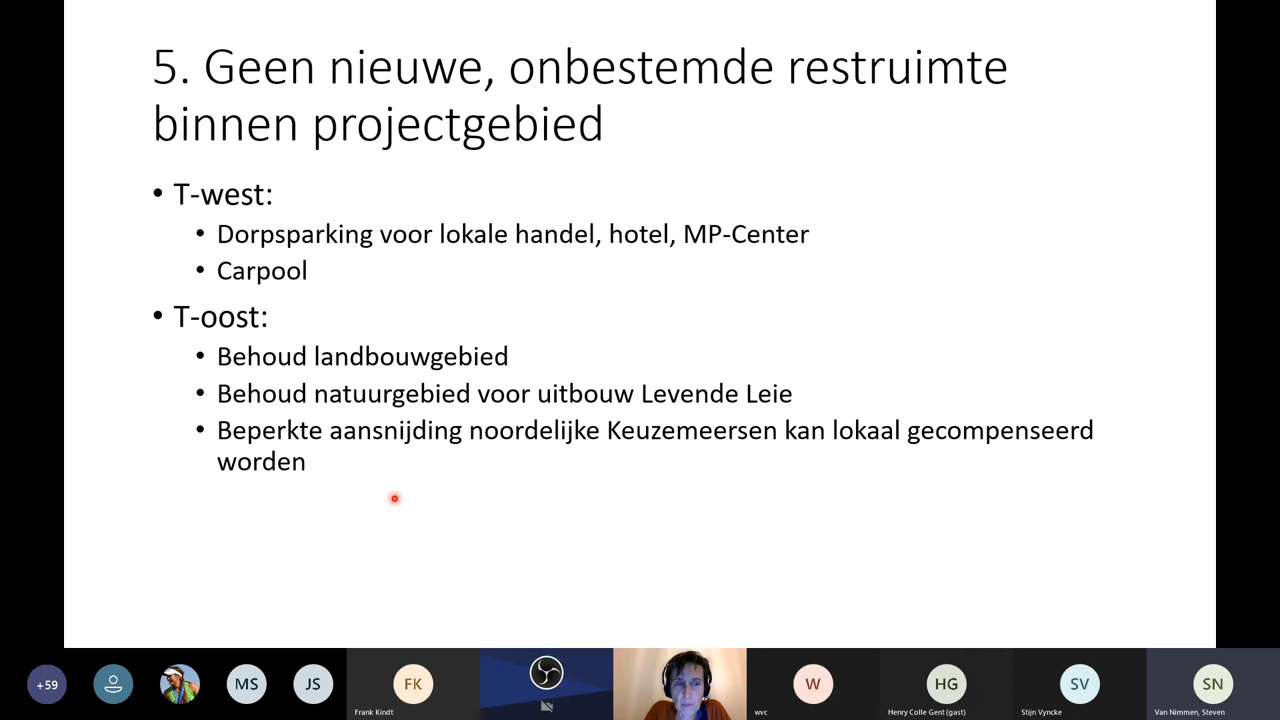 5. Geen nieuwe, onbestemde restruimte
binnen projectgebied
• T-west:
• Dorpsparking voor lokale handel, hotel, MP-Center
• Carpool
• T-oost:
• Behoud landbouwgebied
• Behoud natuurgebied voor uitbouw Levende Leie
• Beperkte aansnijding noordelijke Keuzemeersen kan lokaal gecompenseerd
worden
+59
MS
JS
FK
Frank Kindt
W
wvc
HG
Henry Colle Gent (gast)
SV
Stijn Vyncke
SN
Van Nimmen, Steven